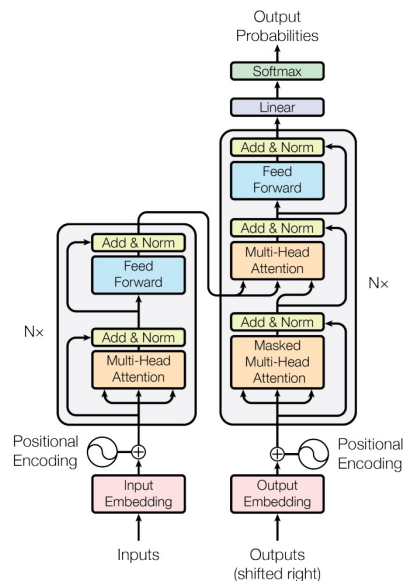 Output
Probabilities
Softmax
Linear
Add & Norm
Feed
Forward
Add & Norm
Multi-Head
Attention
Nx
Add & Norm
Masked
Multi-Head
Attention
Positional
Encoding
Output
Embedding
Outputs
(shifted right)
Add & Norm
Feed
Forward
Nx
Add & Norm
Multi-Head
Attention
Positional
Encoding
Input
Embedding
Inputs